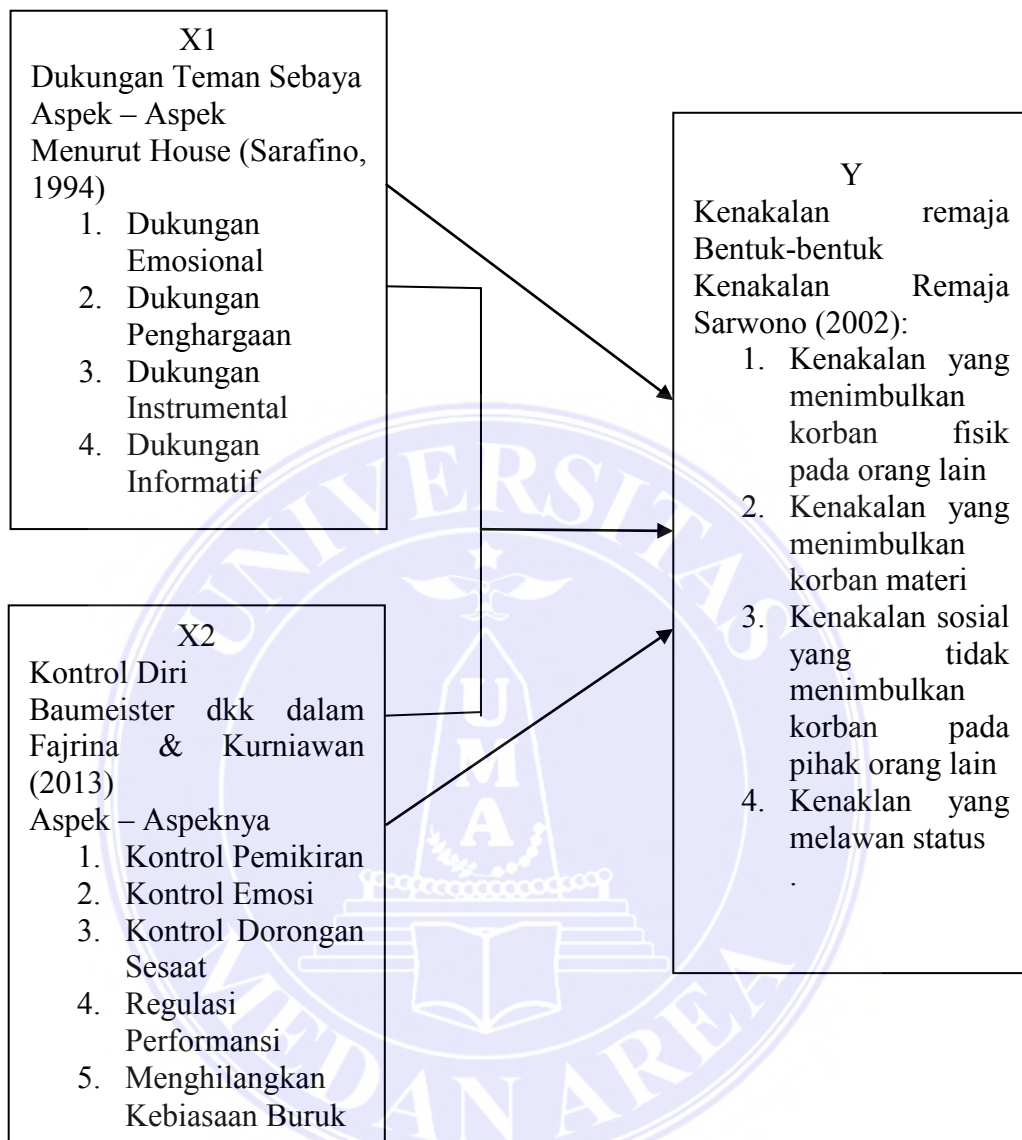 X1
Dukungan Teman Sebaya
Aspek – Aspek
Menurut House (Sarafino,
1994)
1. Dukungan
Emosional
2. Dukungan
Penghargaan
3. Dukungan
Instrumental
4. Dukungan
Informatif
X2
Kontrol Diri
Baumeister dkk dalam
Fajrina & Kurniawan
(2013)
Aspek – Aspeknya
1. Kontrol Pemikiran
2. Kontrol Emosi
3. Kontrol Dorongan
Sesaat
4. Regulasi
Performansi
5. Menghilangkan
Kebiasaan Buruk
Y
Kenakalan remaja
Bentuk-bentuk
Kenakalan Remaja
Sarwono (2002):
1. Kenakalan yang
menimbulkan
korban fisik
pada orang lain
2. Kenakalan yang
menimbulkan
korban materi
3. Kenakalan sosial
yang tidak
menimbulkan
korban pada
pihak orang lain
4. Kenaklan yang
melawan status
.
UNIVERSITAS
MEDAN AREA
U
M
A